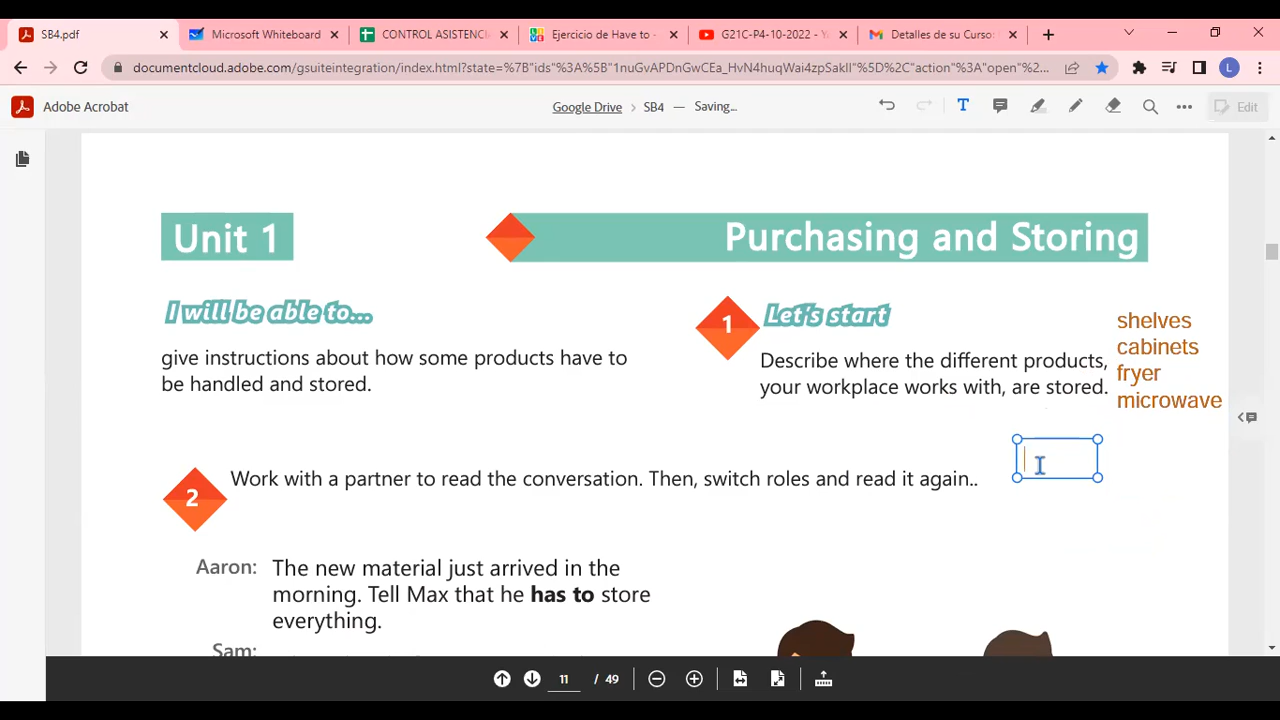 SB4.pdf
Microsoft Whiteboard
CONTROL ASISTENCI
Ejercicio de Have to -
G21C-P4-10-2022 - Y
Detalles de su Curso:
documentcloud.adobe.com/gsuiteintegration/index.html?state=%7B"ids"%3A%5B"1nuGvAPDnGwCEa_HvN4huqWai4zpSakll"%5D%2C"action"%3A"open"%2...
L
Adobe Acrobat
Google Drive > SB4 — Saving...
T
Edit
Unit 1
Purchasing and Storing
I will be able to...
give instructions about how some products have to
be handled and stored.
1
Let's start
Describe where the different products,
your workplace works with, are stored.
shelves
cabinets
fryer
microwave
2
Work with a partner to read the conversation. Then, switch roles and read it again..
Aaron: The new material just arrived in the
morning. Tell Max that he has to store
everything.
Sam:
11 / 49